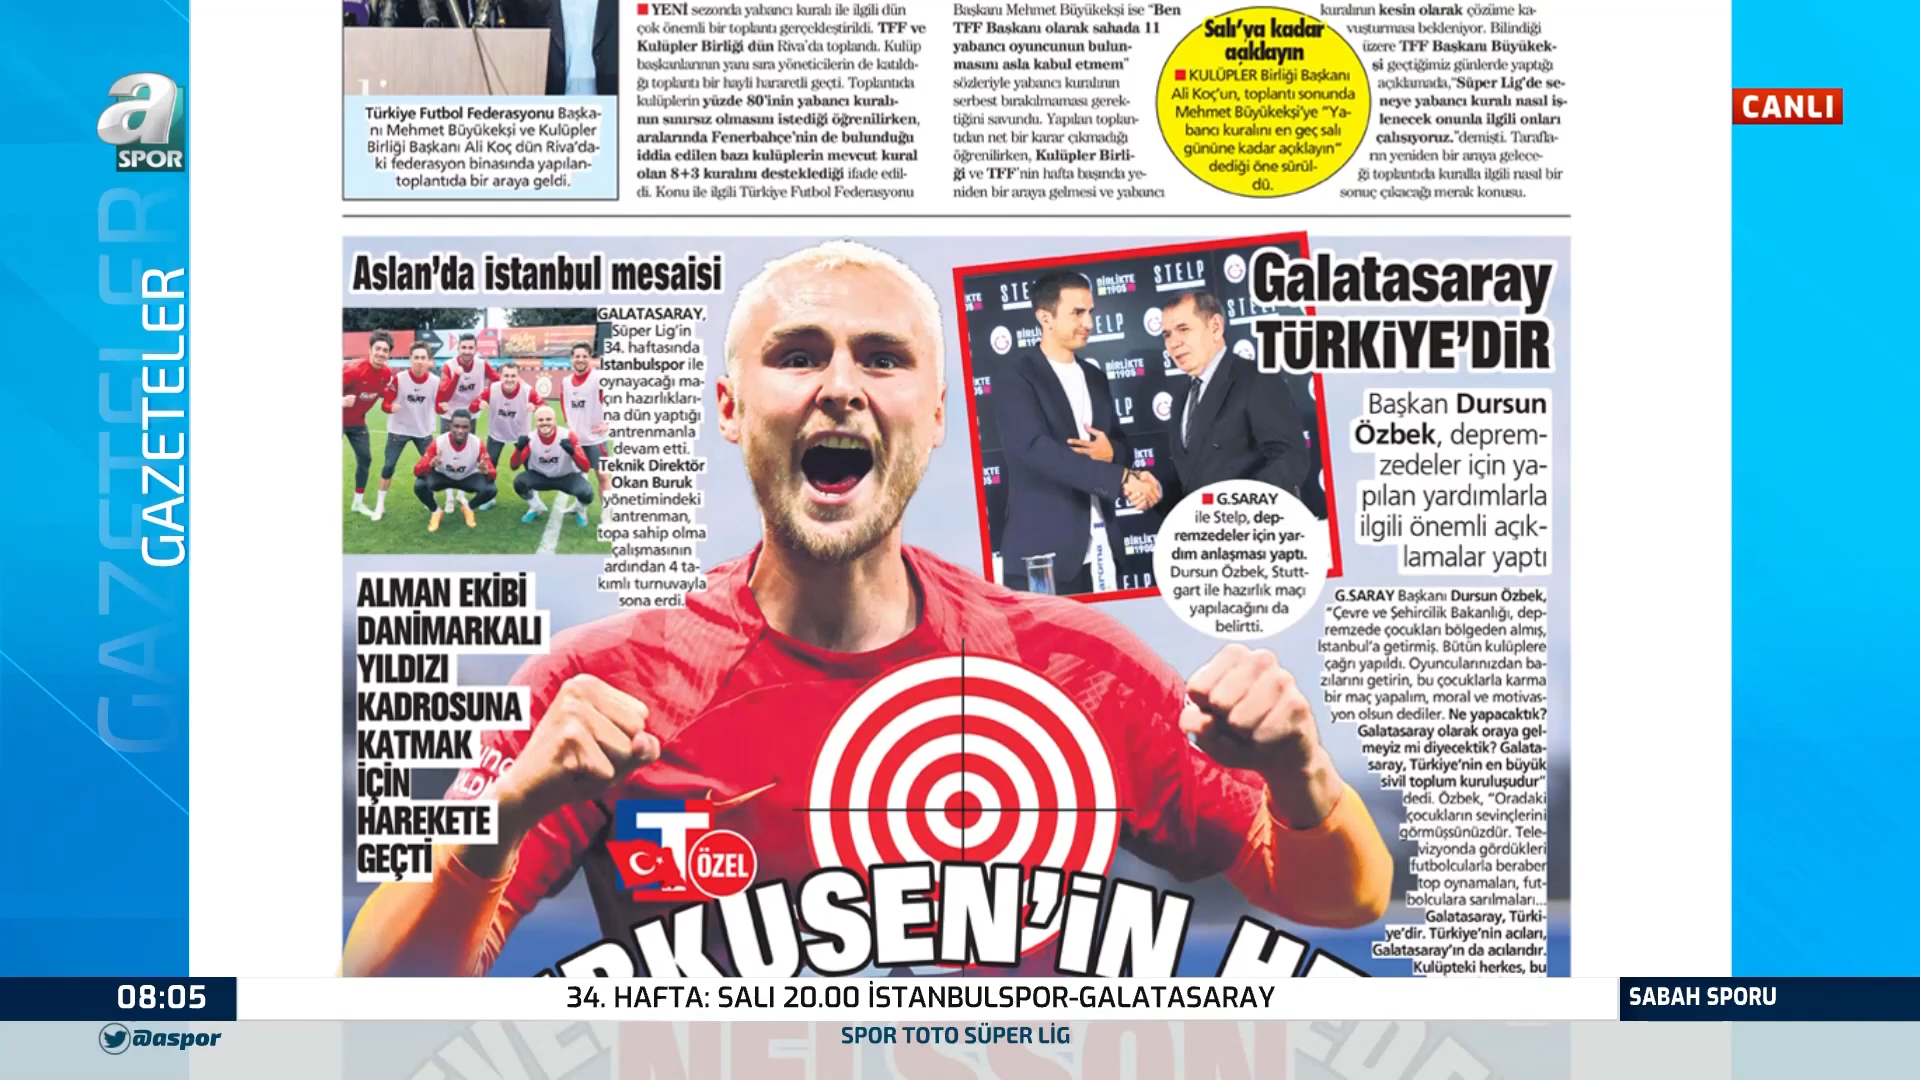 ■ YENİ sezonda yabancı kuralı ile ilgili dün
çok önemli bir toplantı gerçekleştirildi. TFF ve
Kulüpler Birliği dün Riva'da toplandı. Kulüp
başkanlarının yanı sıra yöneticilerin de katıldı-
ğı toplantı bir hayli hararetli geçti. Toplantıda
kulüplerin yüzde 80'inin yabancı kuralı-
nın sınırsız olmasını istediği öğrenilirken,
aralarında Fenerbahçe'nin de bulunduğu
iddia edilen bazı kulüplerin mevcut kural
olan 8+3 kuralını desteklediği ifade edil-
di. Konu ile ilgili Türkiye Futbol Federasyonu
Başkanı Mehmet Büyükekşi ise "Ben
TFF Başkanı olarak sahada 11
yabancı oyuncunun bulun-
masını asla kabul etmem"
sözleriyle yabancı kuralının
serbest bırakılmaması gerek-
tiğini savundu. Yapılan toplan-
tıdan net bir karar çıkmadığı
öğrenilirken, Kulüpler Birli-
ği ve TFF'nin hafta başında ye-
niden bir araya gelmesi ve yabancı
kuralının kesin olarak çözüme ka-
vuşturması bekleniyor. Bilindiği
üzere TFF Başkanı Büyükek-
şi geçtiğimiz günlerde yaptığı
açıklamada,"Süper Lig'de se-
neye yabancı kuralı nasıl iş-
lenecek onunla ilgili onları
çalışıyoruz."demişti. Tarafla-
rın yeniden bir araya gelece-
ği toplantıda kuralla ilgili nasıl bir
sonuç çıkacağı merak konusu.
Salı'ya kadar
açıklayın
■ KULÜPLER Birliği Başkanı
Ali Koç'un, toplantı sonunda
Mehmet Büyükekşi'ye "Ya-
bancı kuralını en geç salı
gününe kadar açıklayın"
dediği öne sürül-
dü.
Türkiye Futbol Federasyonu Başka-
nı Mehmet Büyükekşi ve Kulüpler
Birliği Başkanı Ali Koç dün Riva'da-
ki federasyon binasında yapılan-
toplantıda bir araya geldi.
a
SPOR
CANLI
GAZETELER
GAZETELER
Aslan'da istanbul mesaisi
GALATASARAY,
Süper Lig'in
34. haftasında
İstanbulspor ile
oynayacağı ma-
çın hazırlıkları-
na dün yaptığı
antrenmanla
devam etti.
Teknik Direktör
Okan Buruk
yönetimindeki
antrenman,
topa sahip olma
çalışmasının
ardından 4 ta-
kımlı turnuvayla
sona erdi.
ALMAN EKİBİ
DANİMARKALI
YILDIZI
KADROSUNA
KATMAK
İÇİN
HAREKETE
GEÇTİ
STELP
BİRLİKTE
1905
Galatasaray
TÜRKİYE'DİR
Başkan Dursun
Özbek, deprem-
zedeler için ya-
pılan yardımlarla
ilgili önemli açık-
lamalar yaptı
■ G.SARAY
ile Stelp, dep-
remzedeler için yar-
dım anlaşması yaptı.
Dursun Özbek, Stutt-
gart ile hazırlık maçı
yapılacağını da
belirtti.
G.SARAY Başkanı Dursun Özbek,
"Çevre ve Şehircilik Bakanlığı, dep-
remzede çocukları bölgeden almış,
İstanbul'a getirmiş. Bütün kulüplere
çağrı yapıldı. Oyuncularınızdan ba-
zılarını getirin, bu çocuklarla karma
bir maç yapalım, moral ve motivas-
yon olsun dediler. Ne yapacaktık?
Galatasaray olarak oraya gel-
meyiz mi diyecektik? Galata-
saray, Türkiye'nin en büyük
sivil toplum kuruluşudur"
dedi. Özbek, "Oradaki
çocukların sevinçlerini
görmüşsünüzdür. Tele-
vizyonda gördükleri
futbolcularla beraber
top oynamaları, fut-
bolculara sarılmaları...
Galatasaray, Türki-
ye'dir. Türkiye'nin acıları,
Galatasaray'ın da acılarıdır.
Kulüpteki herkes, bu
ÖZEL
ERKUSEN'iN HED
NELSSON
08:05
34. HAFTA: SALI 20.00 İSTANBULSPOR-GALATASARAY
SABAH SPORU
@aspor
SPOR TOTO SÜPER LİG